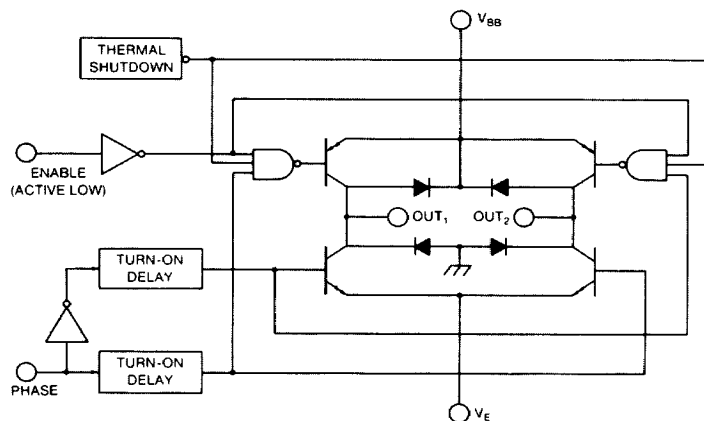 V_BB
THERMAL
SHUTDOWN
ENABLE
(ACTIVE LOW)
OUT₁
OUT₂
TURN-ON
DELAY
TURN-ON
DELAY
PHASE
V_E